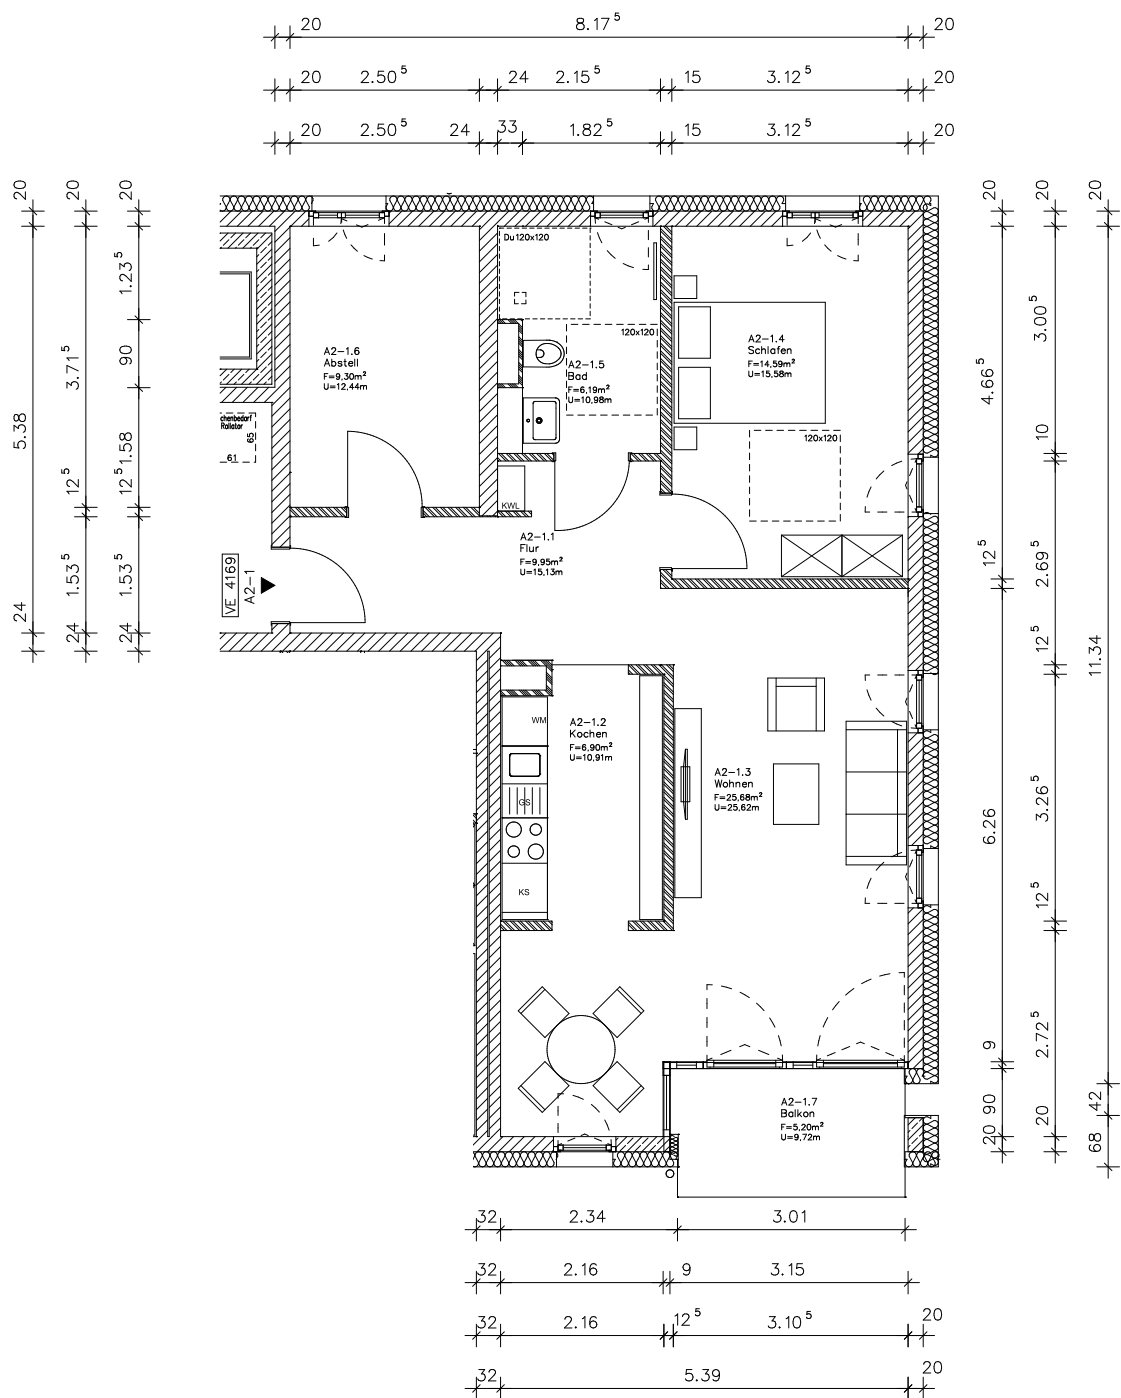 20 8.17⁵ 20
20 2.50⁵ 24 2.15⁵ 15 3.12⁵ 20
20 2.50⁵ 24 33 1.82⁵ 15 3.12⁵ 20
20 5.38 24
20 3.71⁵ 12⁵ 1.53⁵ 24
20 1.23⁵ 90 1.58 12⁵ 1.53⁵ 24
Du 120x120
120x120
A2-1.6
Abstell
F=9,30m²
U=12,44m
A2-1.5
Bad
F=6,19m²
U=10,98m
A2-1.4
Schlafen
F=14,59m²
U=15,58m
120x120
chenbedarf
Rollator
65
61
KWL
A2-1.1
Flur
F=9,95m²
U=15,13m
VE 4169
A2-1
WM
A2-1.2
Kochen
F=6,90m²
U=10,91m
GS
KS
A2-1.3
Wohnen
F=25,68m²
U=25,62m
A2-1.7
Balkon
F=5,20m²
U=9,72m
20 4.66⁵ 12⁵ 6.26 9 90 20
20 3.00⁵ 10 2.69⁵ 12⁵ 3.26⁵ 12⁵ 2.72⁵ 20
20 11.34 42 68
32 2.34 3.01
32 2.16 9 3.15
32 2.16 12⁵ 3.10⁵ 20
32 5.39 20